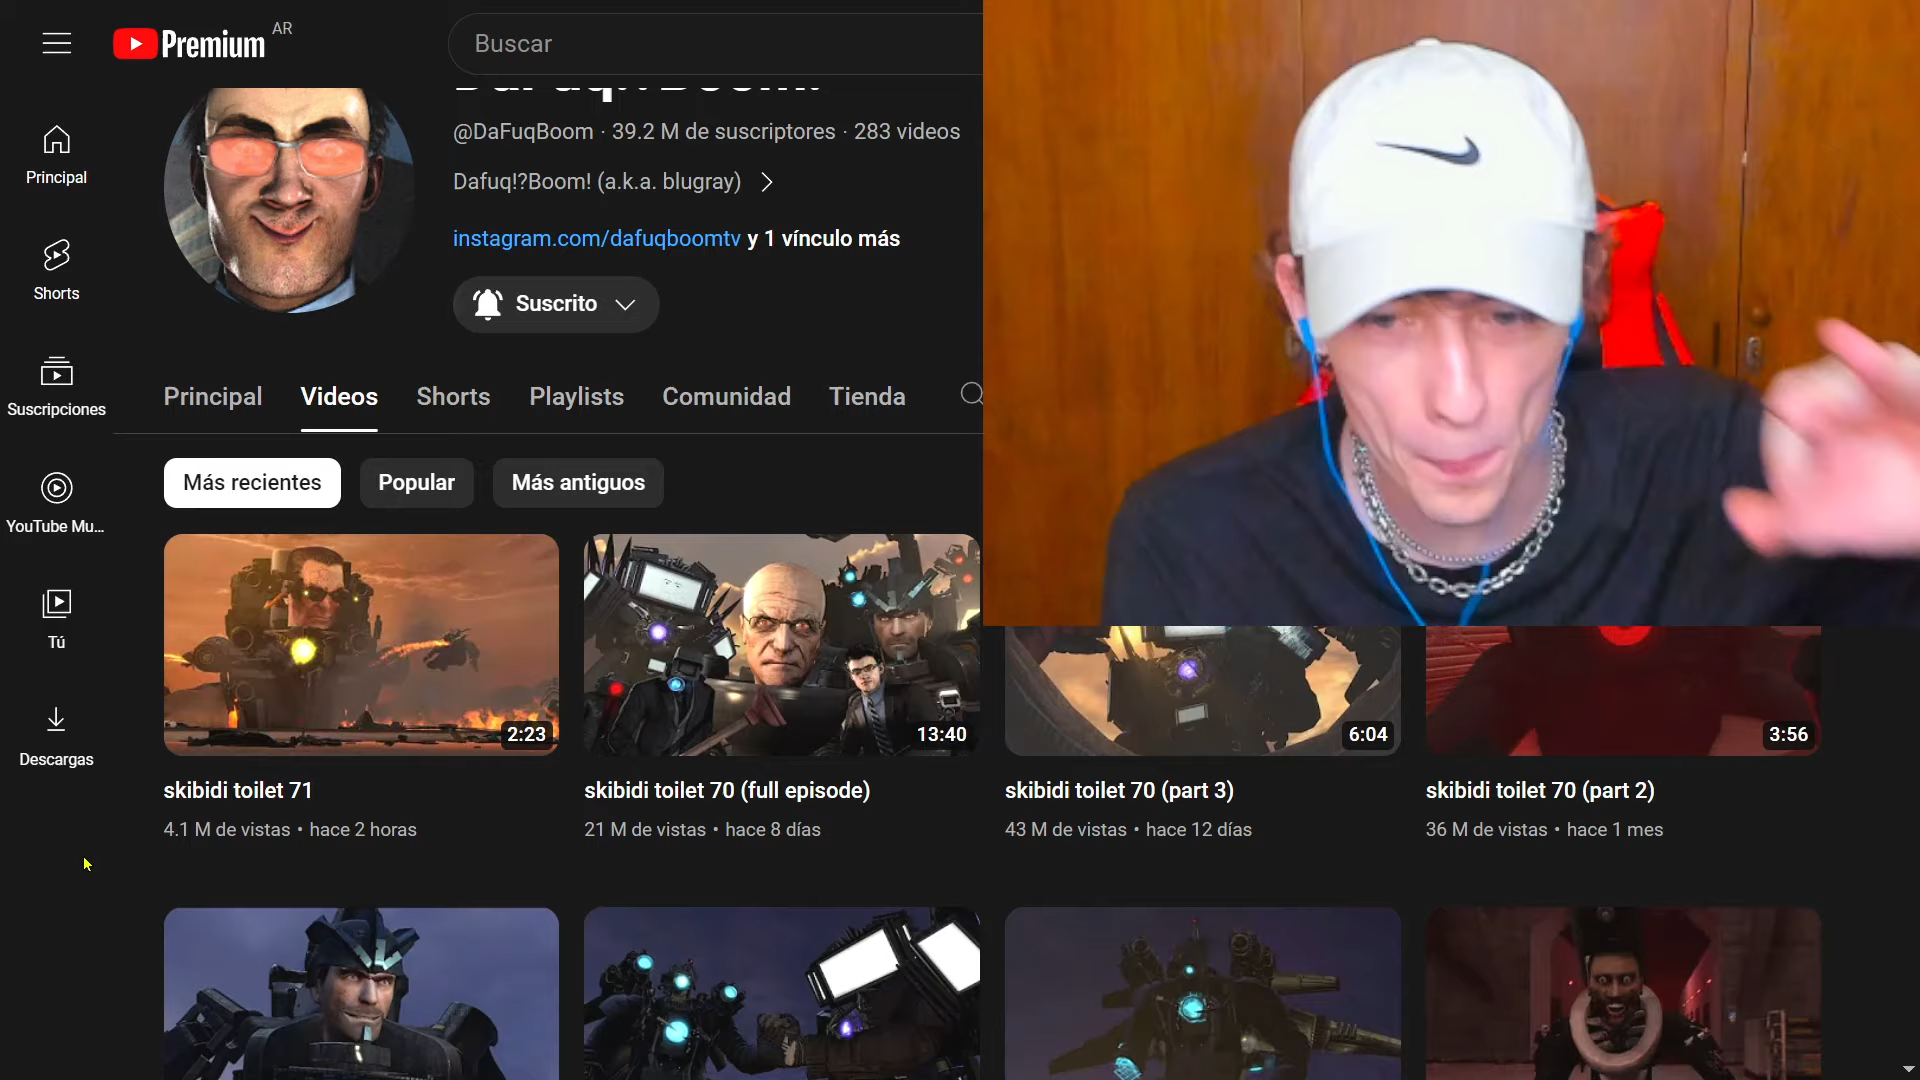 Premium AR
Buscar
@DaFuqBoom · 39.2 M de suscriptores · 283 videos
Dafuq!?Boom! (a.k.a. blugray)
instagram.com/dafuqboomtv y 1 vínculo más
Suscrito
Principal
Shorts
Suscripciones
YouTube Mu...
Tú
Descargas
Principal Videos Shorts Playlists Comunidad Tienda
Más recientes Popular Más antiguos
2:23
13:40
6:04
3:56
skibidi toilet 71
4.1 M de vistas • hace 2 horas
skibidi toilet 70 (full episode)
21 M de vistas • hace 8 días
skibidi toilet 70 (part 3)
43 M de vistas • hace 12 días
skibidi toilet 70 (part 2)
36 M de vistas • hace 1 mes